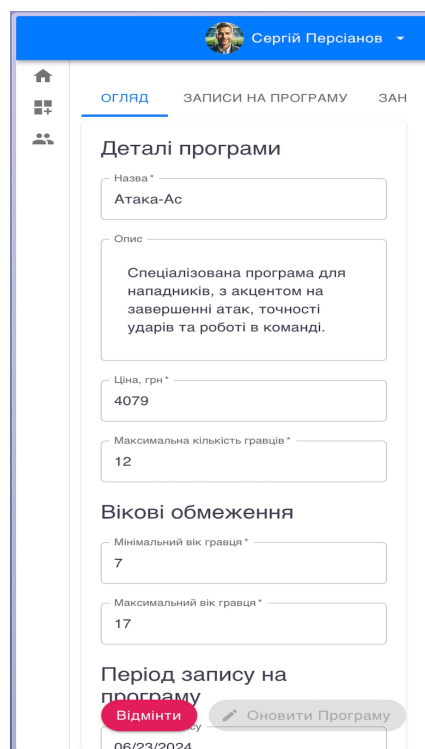 Сергій Персіанов
ОГЛЯД
ЗАПИСИ НА ПРОГРАМУ
ЗАН
Деталі програми
Назва *
Атака-Ас
Опис
Спеціалізована програма для
нападників, з акцентом на
завершенні атак, точності
ударів та роботі в команді.
Ціна, грн *
4079
Максимальна кількість гравців *
12
Вікові обмеження
Мінімальний вік гравця *
7
Максимальний вік гравця *
17
Період запису на
програму
Відмінти
Оновити Програму
06/23/2024